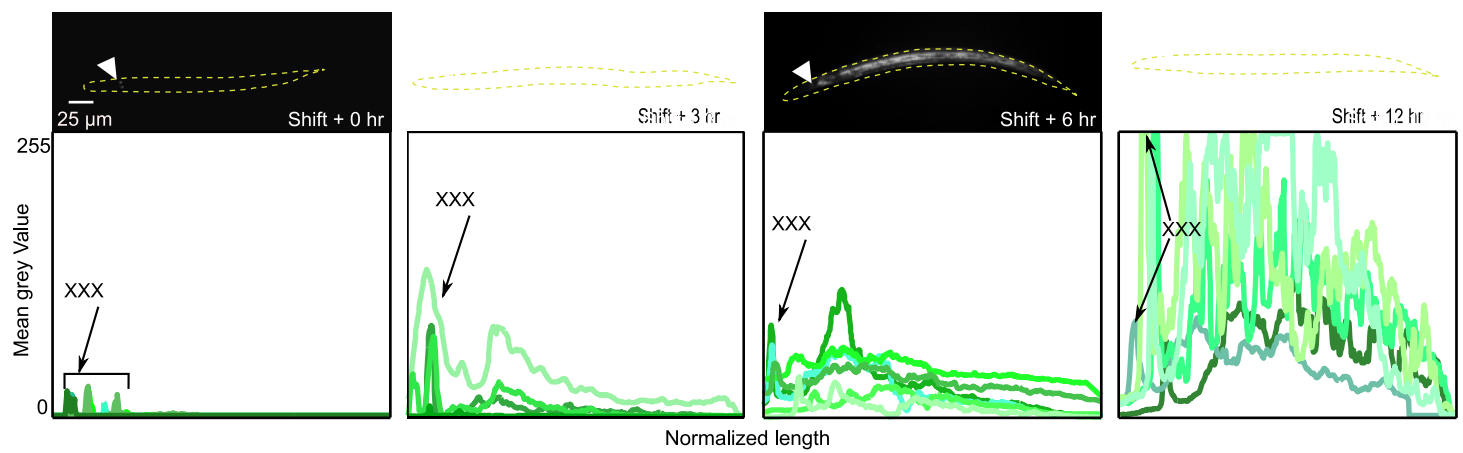 25 µm
Shift + 0 hr
Shift + 3 hr
Shift + 6 hr
Shift + 12 hr
Mean grey Value
255
0
XXX
XXX
XXX
XXX
Normalized length